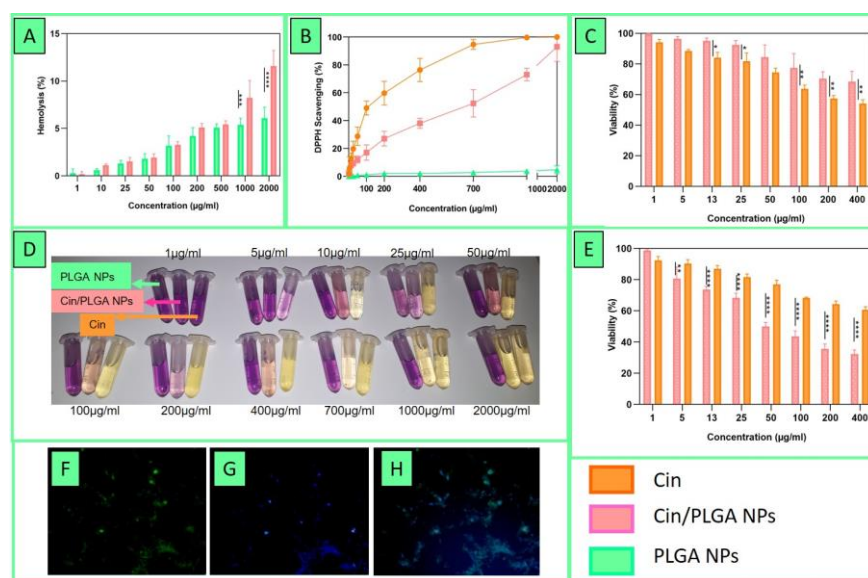 A
Hemolysis (%)
15
10
5
0
1 10 25 50 100 200 500 1000 2000
Concentration (µg/ml)
***
****
B
DPPH Scavenging (%)
100
80
60
40
20
0
100 200 400 700 1000 2000
Concentration (µg/ml)
C
Viability (%)
100
80
60
40
20
0
1 5 13 25 50 100 200 400
Concentration (µg/ml)
*
*
**
**
**
D
1µg/ml 5µg/ml 10µg/ml 25µg/ml 50µg/ml
PLGA NPs
Cin/PLGA NPs
Cin
100µg/ml 200µg/ml 400µg/ml 700µg/ml 1000µg/ml 2000µg/ml
E
Viability (%)
100
80
60
40
20
0
1 5 13 25 50 100 200 400
Concentration (µg/ml)
**
****
***
****
****
****
****
F
G
H
Cin
Cin/PLGA NPs
PLGA NPs